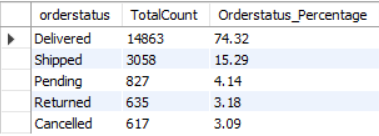 orderstatus TotalCount Orderstatus_Percentage
Delivered 14863 74.32
Shipped 3058 15.29
Pending 827 4.14
Returned 635 3.18
Cancelled 617 3.09